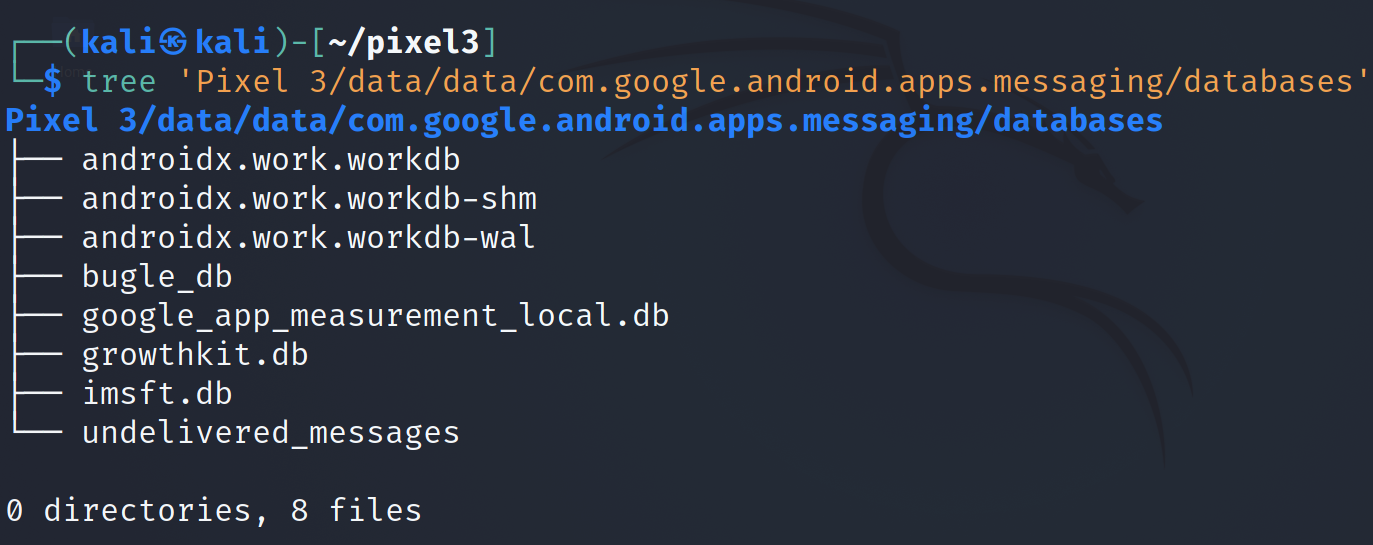 ┌──(kali㉿kali)-[~/pixel3]
└─$ tree 'Pixel 3/data/data/com.google.android.apps.messaging/databases'
Pixel 3/data/data/com.google.android.apps.messaging/databases
├── androidx.work.workdb
├── androidx.work.workdb-shm
├── androidx.work.workdb-wal
├── bugle_db
├── google_app_measurement_local.db
├── growthkit.db
├── imsft.db
└── undelivered_messages
0 directories, 8 files